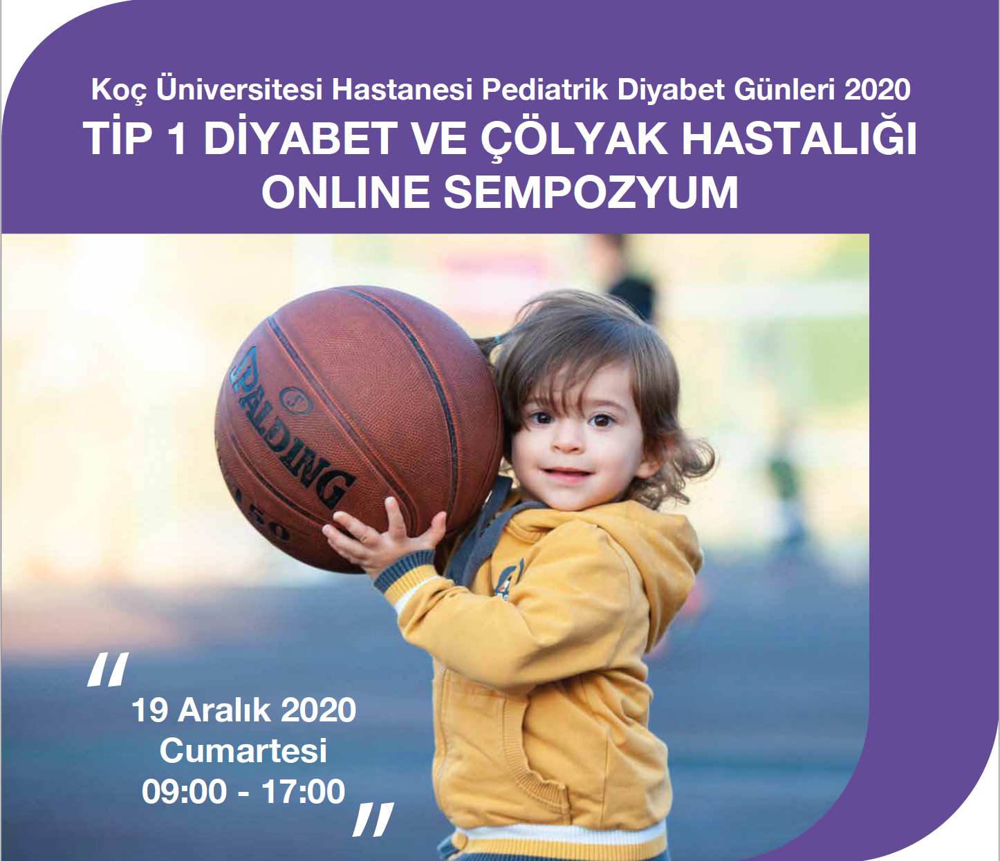 Koç Üniversitesi Hastanesi Pediatrik Diyabet Günleri 2020
TİP 1 DİYABET VE ÇÖLYAK HASTALIĞI
ONLINE SEMPOZYUM
SPALDING
S
“
19 Aralık 2020
Cumartesi
09:00 - 17:00
”